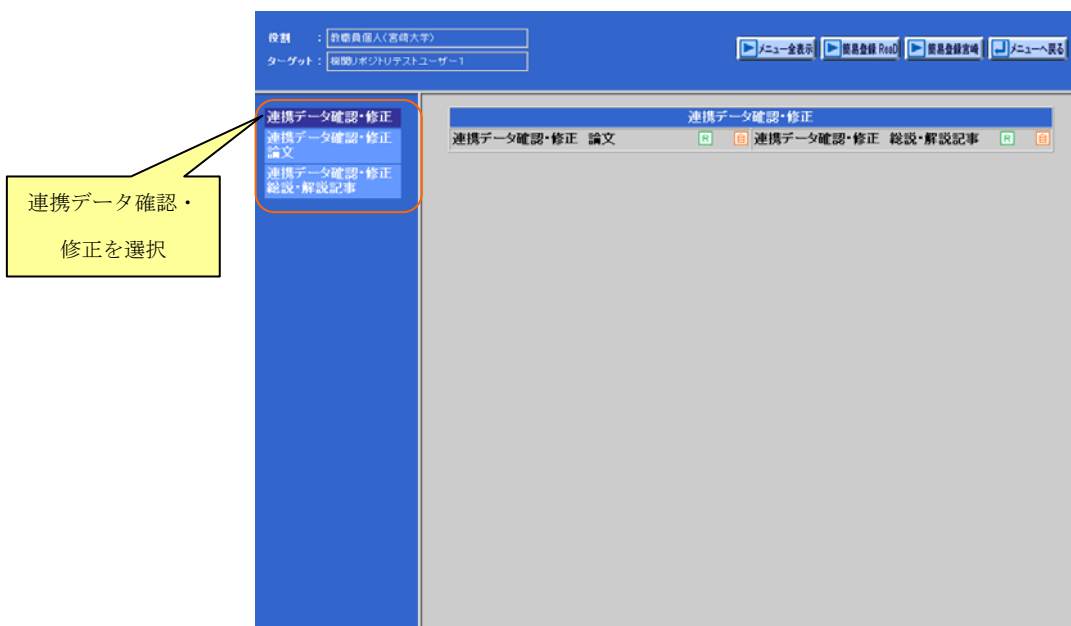 役割 : 教職員個人(宮崎大学)
ターゲット : 機関リポジトリテストユーザー1
メニュー全表示 簡易登録 ReaD 簡易登録宮崎 メニューへ戻る
連携データ確認・修正
連携データ確認・修正
論文
連携データ確認・修正
総説・解説記事
連携データ確認・修正
連携データ確認・修正 論文 R 自 連携データ確認・修正 総説・解説記事 R 自
連携データ確認・
修正を選択